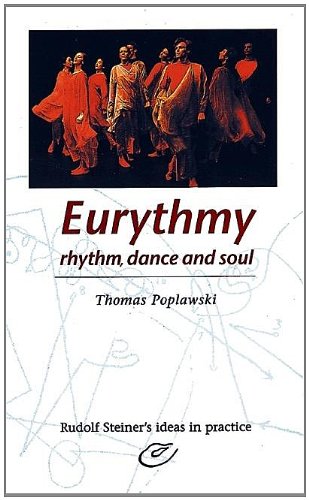 Eurythmy
rhythm, dance and soul
Thomas Poplawski
Rudolf Steiner's ideas in practice